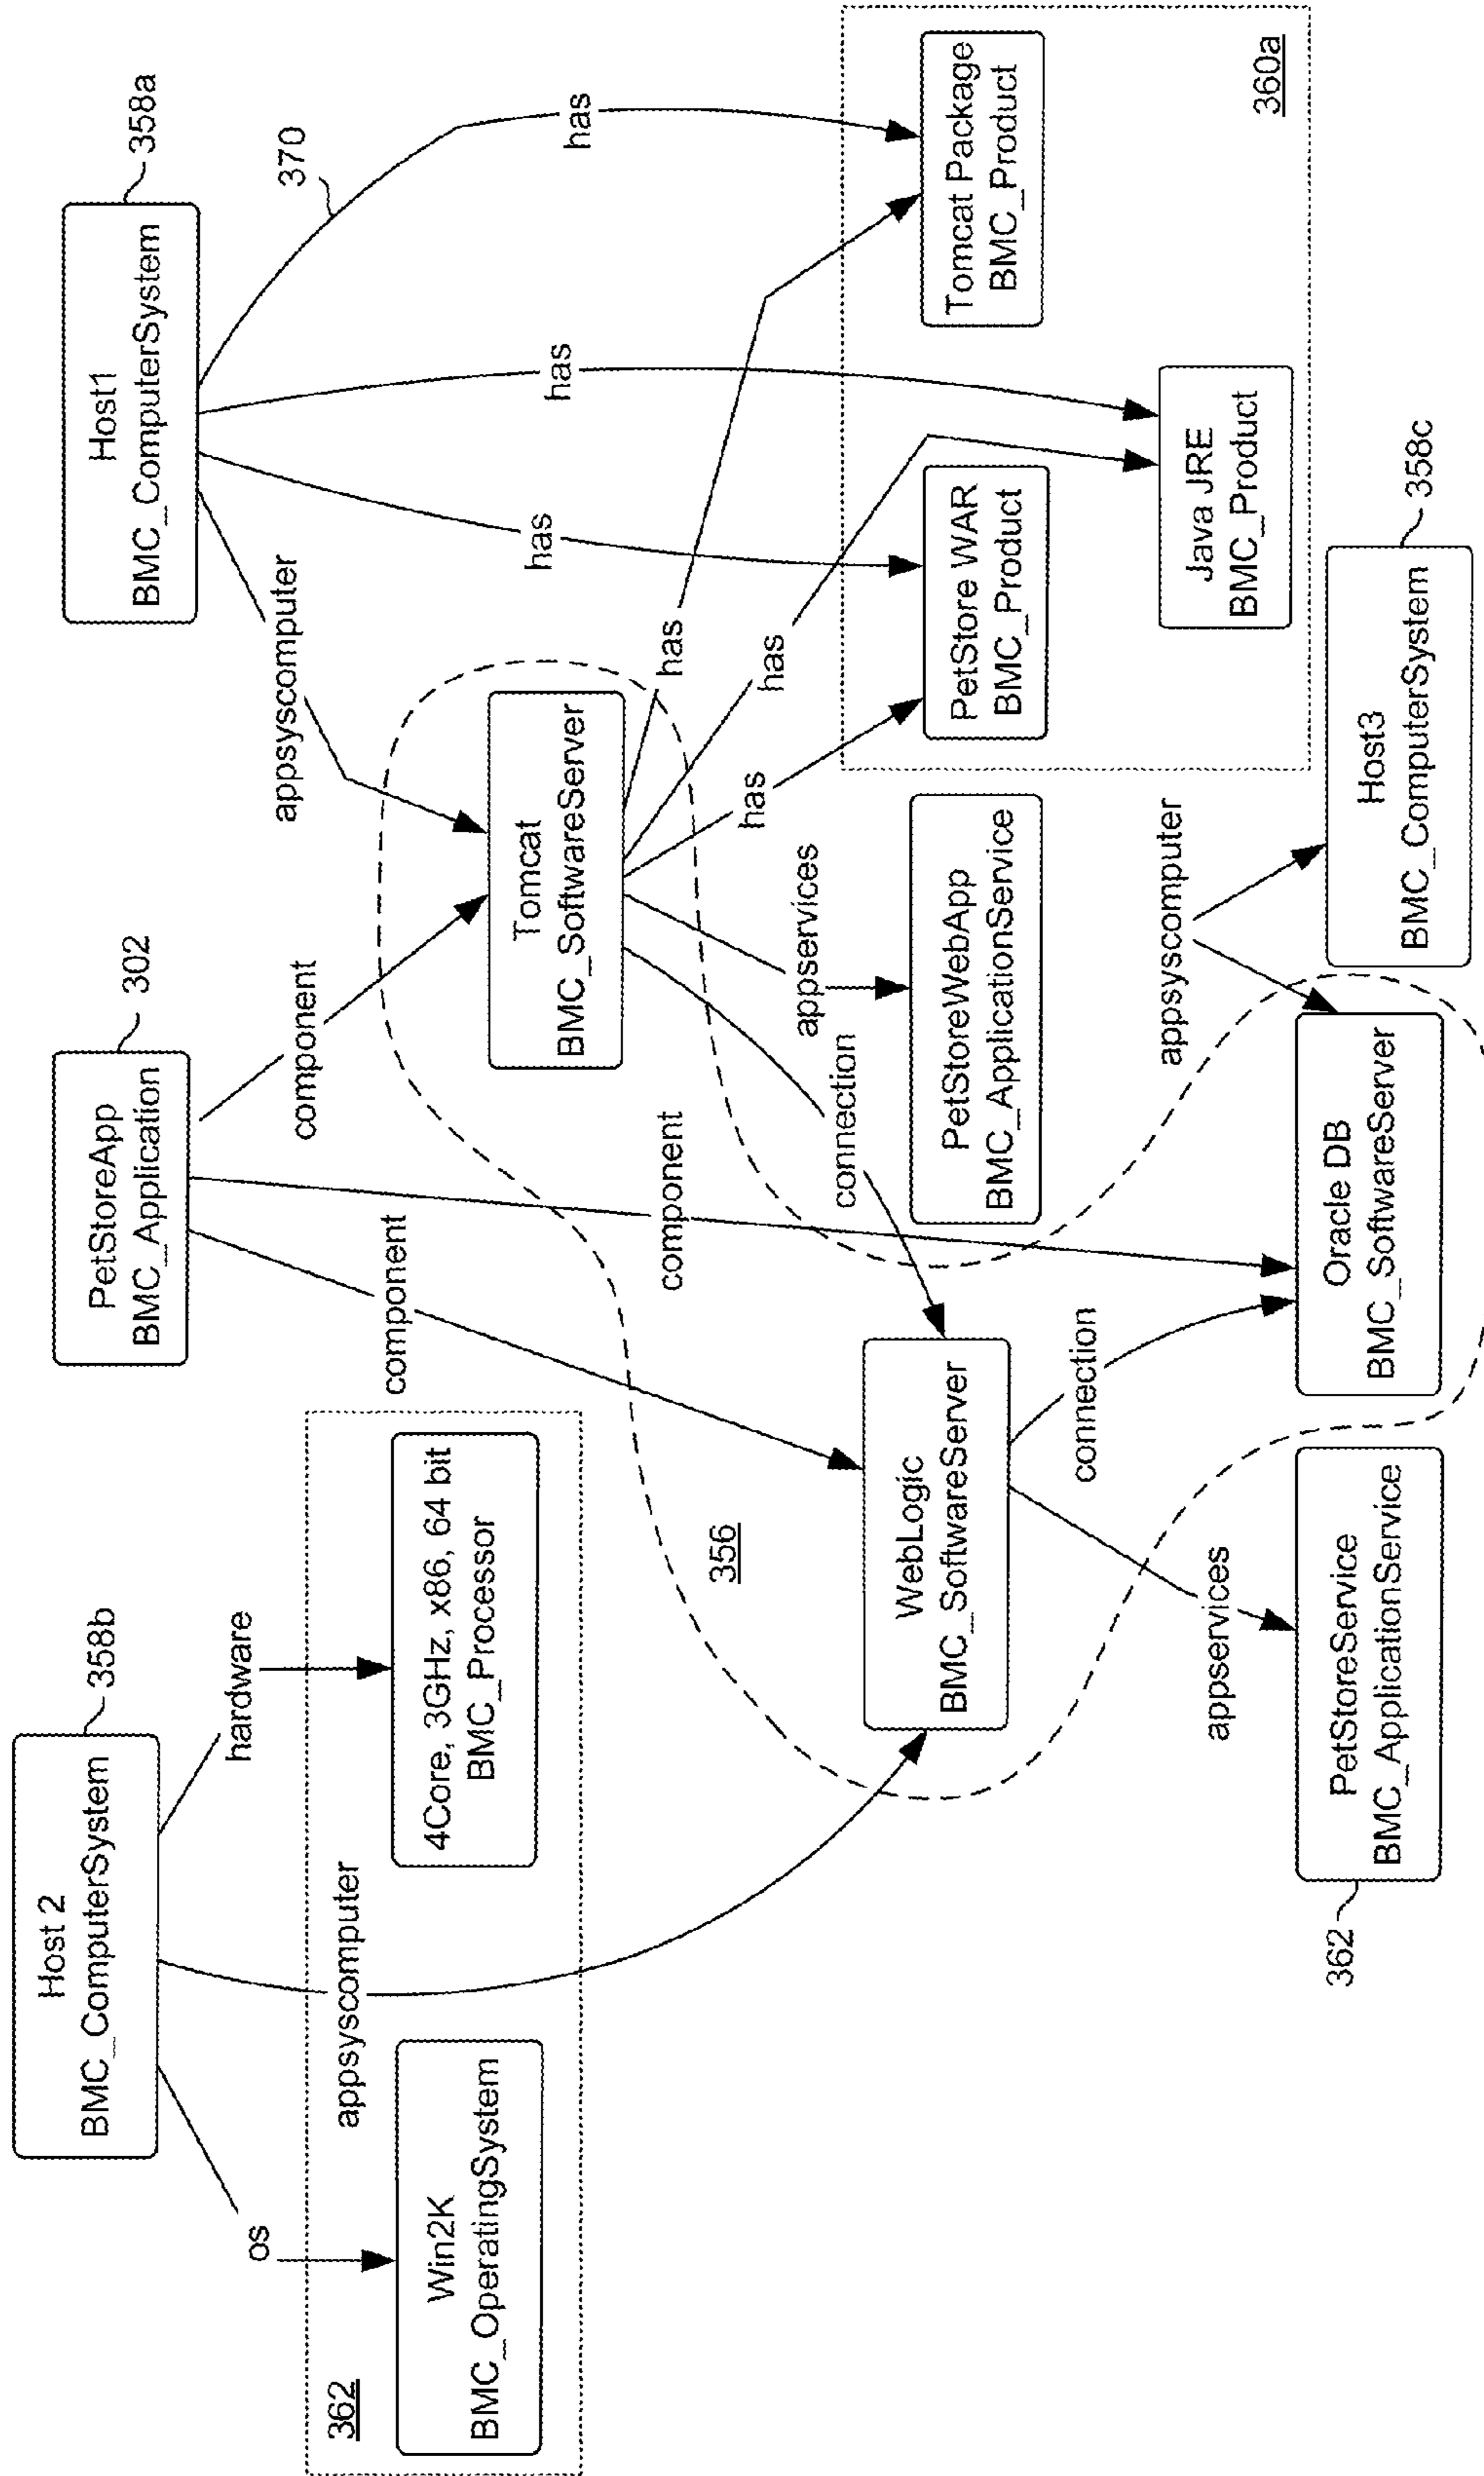 Host 2
BMC_ComputerSystem
358b
PetStoreApp
BMC_Application
302
Host1
BMC_ComputerSystem
358a
os
hardware
component
component
component
appsyscomputer
370
has
has
has
362
Win2K
BMC_OperatingSystem
appsyscomputer
4Core, 3GHz, x86, 64 bit
BMC_Processor
Tomcat
BMC_SoftwareServer
356
connection
appservices
has
has
has
WebLogic
BMC_SoftwareServer
PetStoreWebApp
BMC_ApplicationService
PetStore WAR
BMC_Product
Tomcat Package
BMC_Product
Java JRE
BMC_Product
360a
appservices
connection
appsyscomputer
362
PetStoreService
BMC_ApplicationService
Oracle DB
BMC_SoftwareServer
Host3
BMC_ComputerSystem
358c